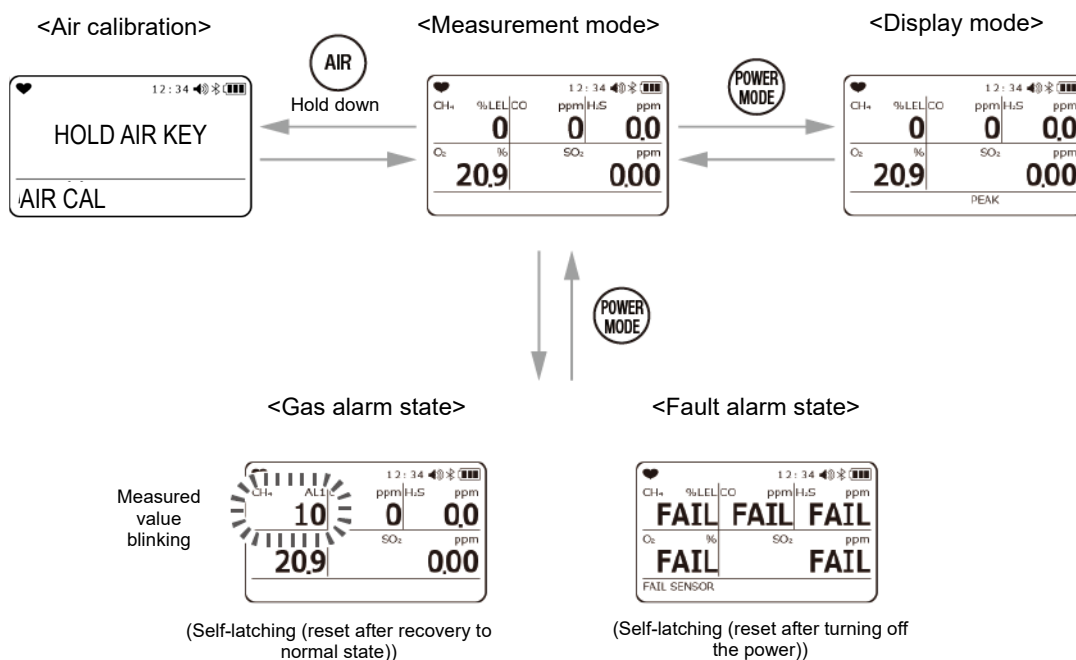 <Air calibration>
<Measurement mode>
<Display mode>
AIR
Hold down
POWER
MODE
12:34
HOLD AIR KEY
AIR CAL
12:34
CH₄ %LEL CO ppm H₂S ppm
0 0 0.0
O₂ % SO₂ ppm
20.9 0.00
12:34
CH₄ %LEL CO ppm H₂S ppm
0 0 0.0
O₂ % SO₂ ppm
20.9 0.00
PEAK
POWER
MODE
<Gas alarm state>
<Fault alarm state>
Measured
value
blinking
12:34
CH₄ AL1 ppm H₂S ppm
10 0 0.0
SO₂ ppm
20.9 0.00
12:34
CH₄ %LEL CO ppm H₂S ppm
FAIL FAIL FAIL
O₂ % SO₂ ppm
FAIL FAIL
FAIL SENSOR
(Self-latching (reset after recovery to
normal state))
(Self-latching (reset after turning off
the power))